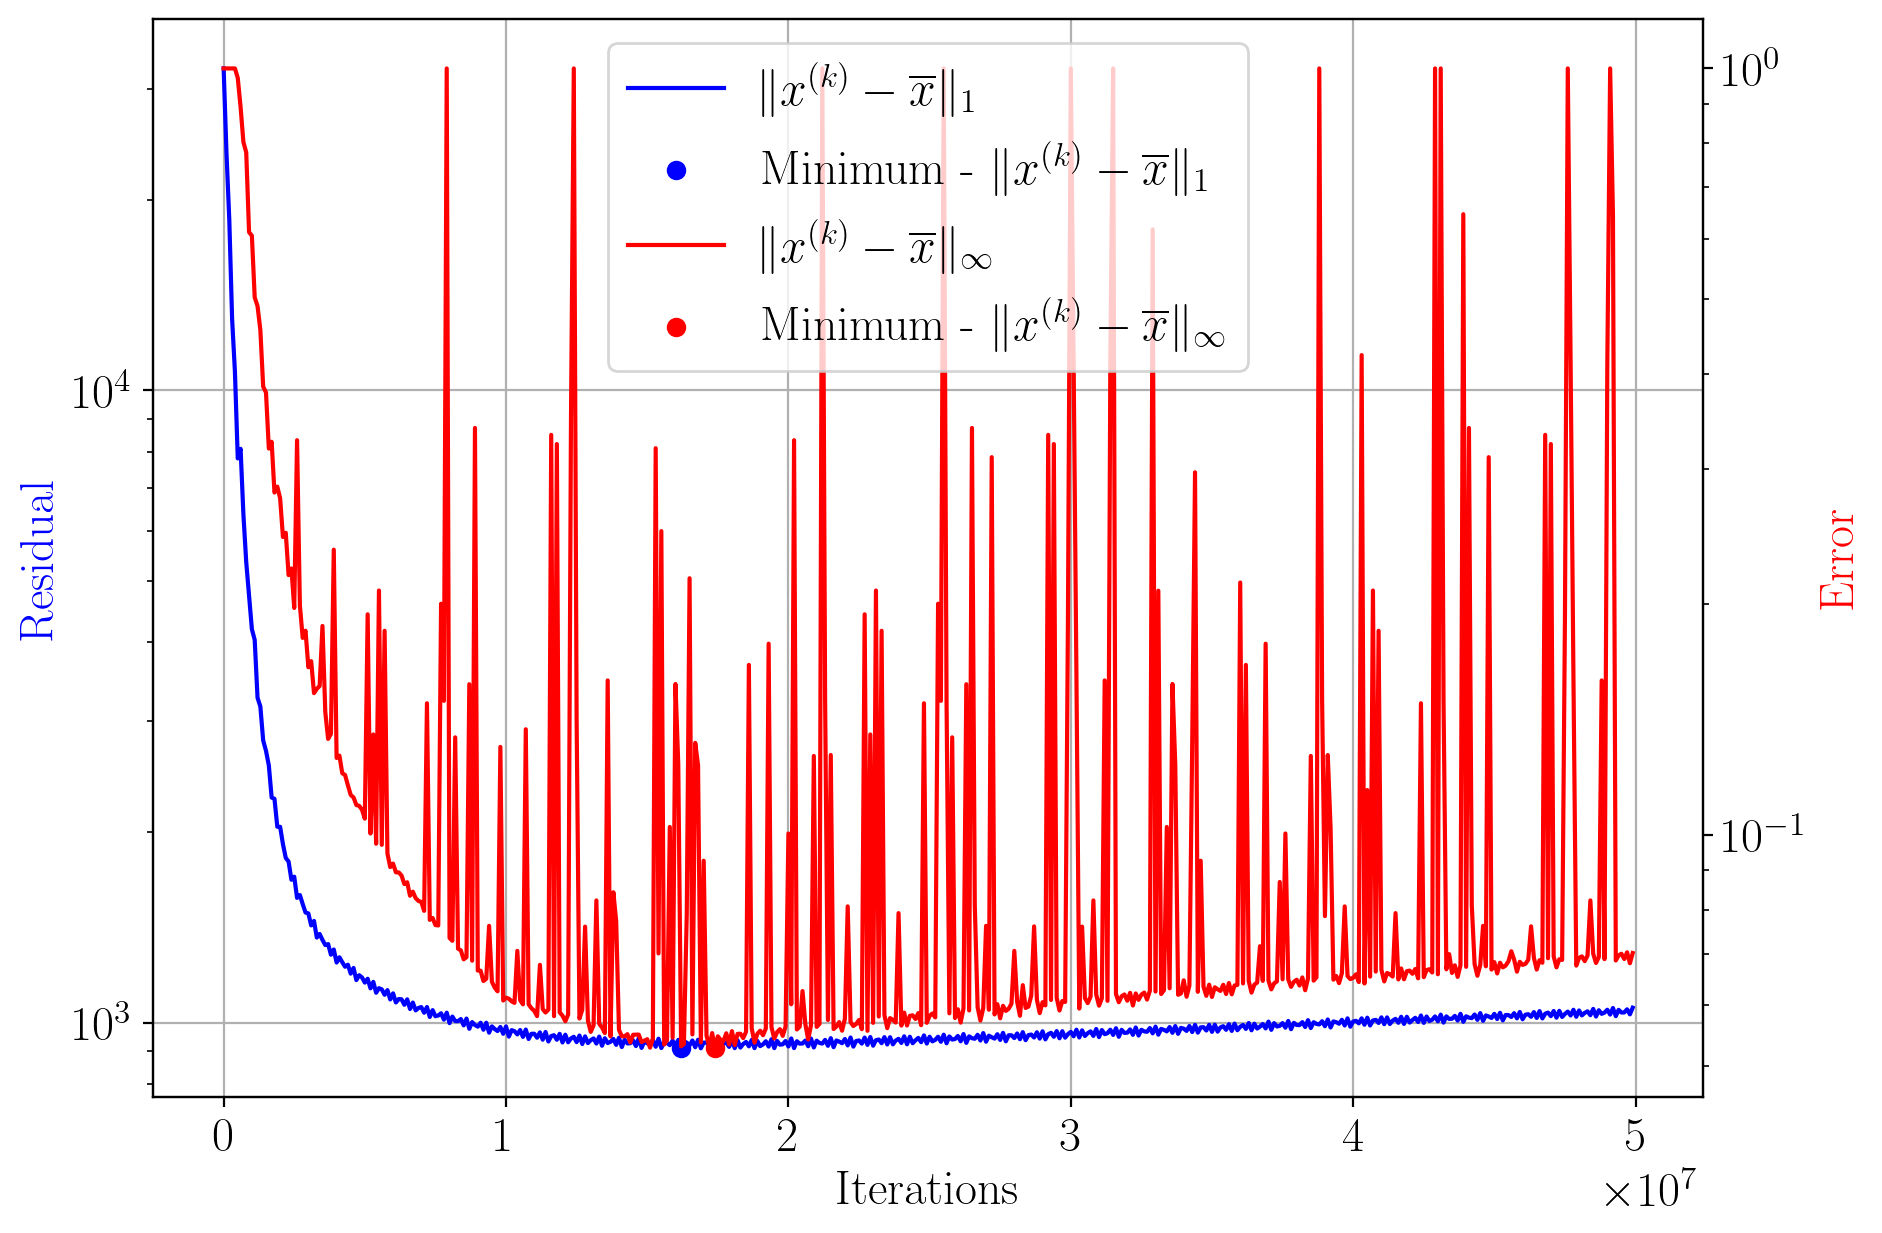 ‖x^(k) − x̅‖₁
Minimum - ‖x^(k) − x̅‖₁
‖x^(k) − x̅‖∞
Minimum - ‖x^(k) − x̅‖∞
10⁴
10³
Residual
10⁰
10⁻¹
Error
0 1 2 3 4 5
Iterations
×10⁷